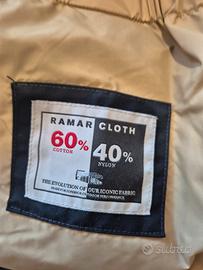 RAMAR CLOTH
60% 40%
COTTON NYLON
THE EVOLUTION OF OUR ICONIC FABRIC
Subito